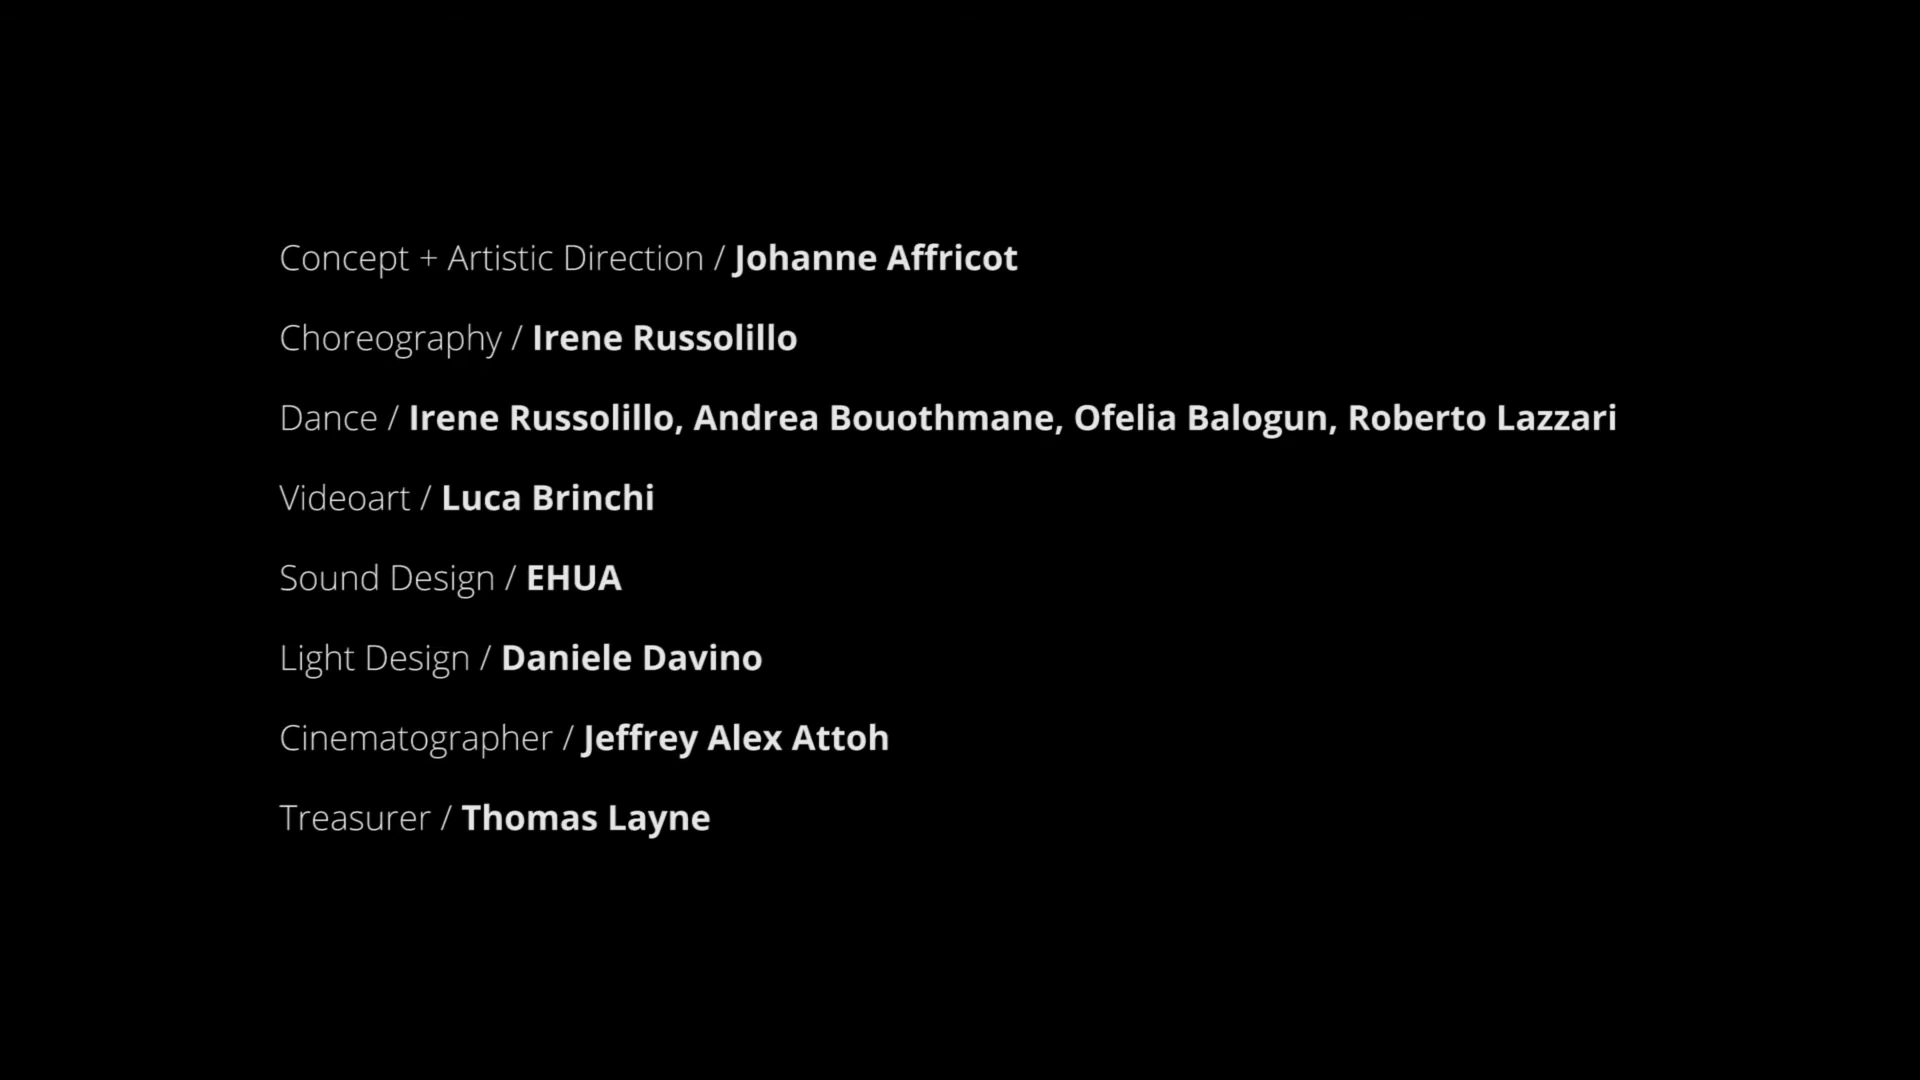 Concept + Artistic Direction / Johanne Affricot
Choreography / Irene Russolillo
Dance / Irene Russolillo, Andrea Bouothmane, Ofelia Balogun, Roberto Lazzari
Videoart / Luca Brinchi
Sound Design / EHUA
Light Design / Daniele Davino
Cinematographer / Jeffrey Alex Attoh
Treasurer / Thomas Layne